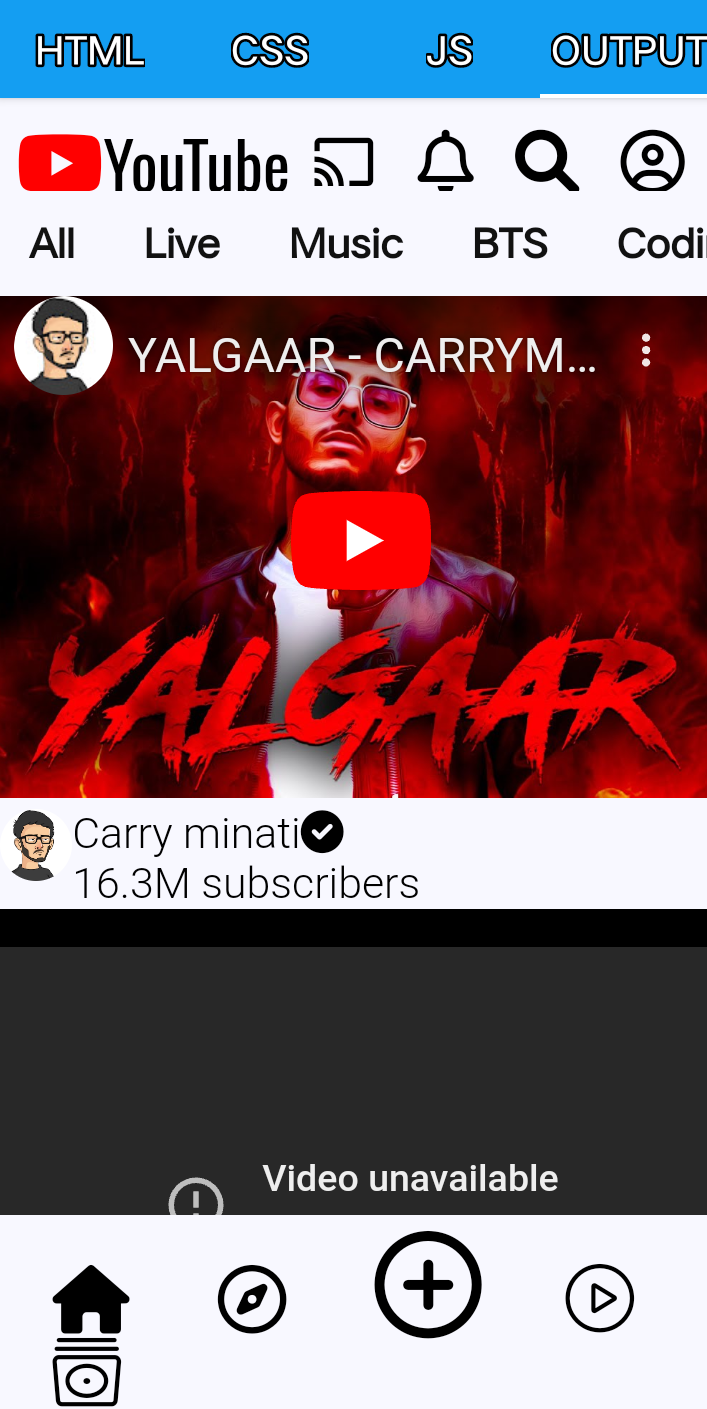 HTML CSS JS OUTPUT
YouTube
All Live Music BTS Codi
YALGAAR - CARRYM...
YALGAAR
Carry minati
16.3M subscribers
Video unavailable